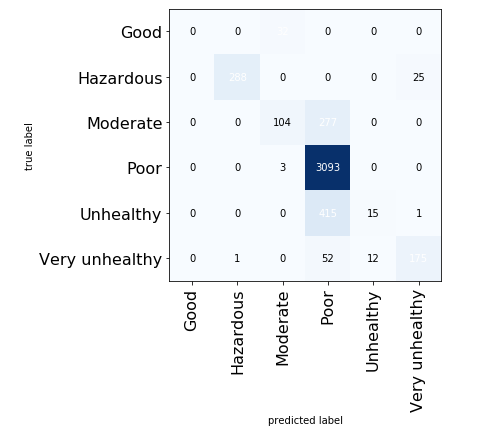 Good 0 0 0 0 0
Hazardous 0 288 0 0 0 25
Moderate 0 0 104 277 0 0
Poor 0 0 3 3093 0 0
Unhealthy 0 0 0 415 15 1
Very unhealthy 0 1 0 52 12 175
true label
Good
Hazardous
Moderate
Poor
Unhealthy
Very unhealthy
predicted label